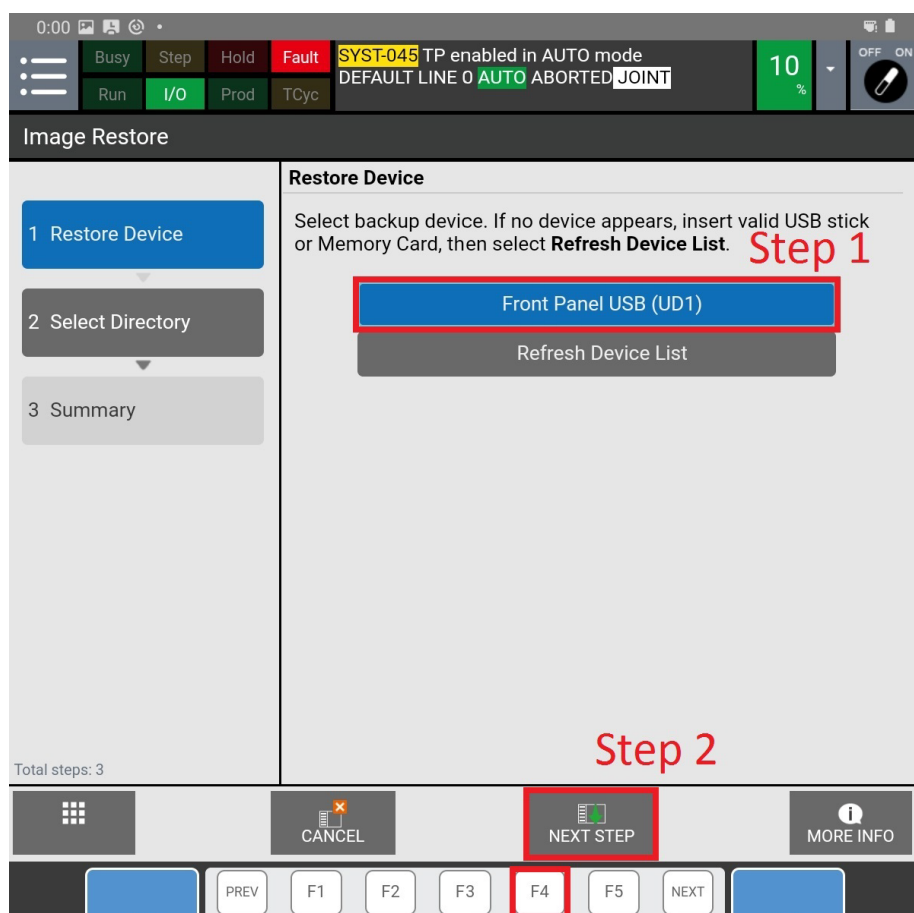 0:00
Busy Step Hold Fault SYST-045 TP enabled in AUTO mode
Run I/O Prod TCyc DEFAULT LINE 0 AUTO ABORTED JOINT
10
%
OFF ON
Image Restore
Restore Device
1 Restore Device
Select backup device. If no device appears, insert valid USB stick
or Memory Card, then select Refresh Device List.
Step 1
Front Panel USB (UD1)
2 Select Directory
Refresh Device List
3 Summary
Step 2
Total steps: 3
CANCEL
NEXT STEP
MORE INFO
PREV F1 F2 F3 F4 F5 NEXT